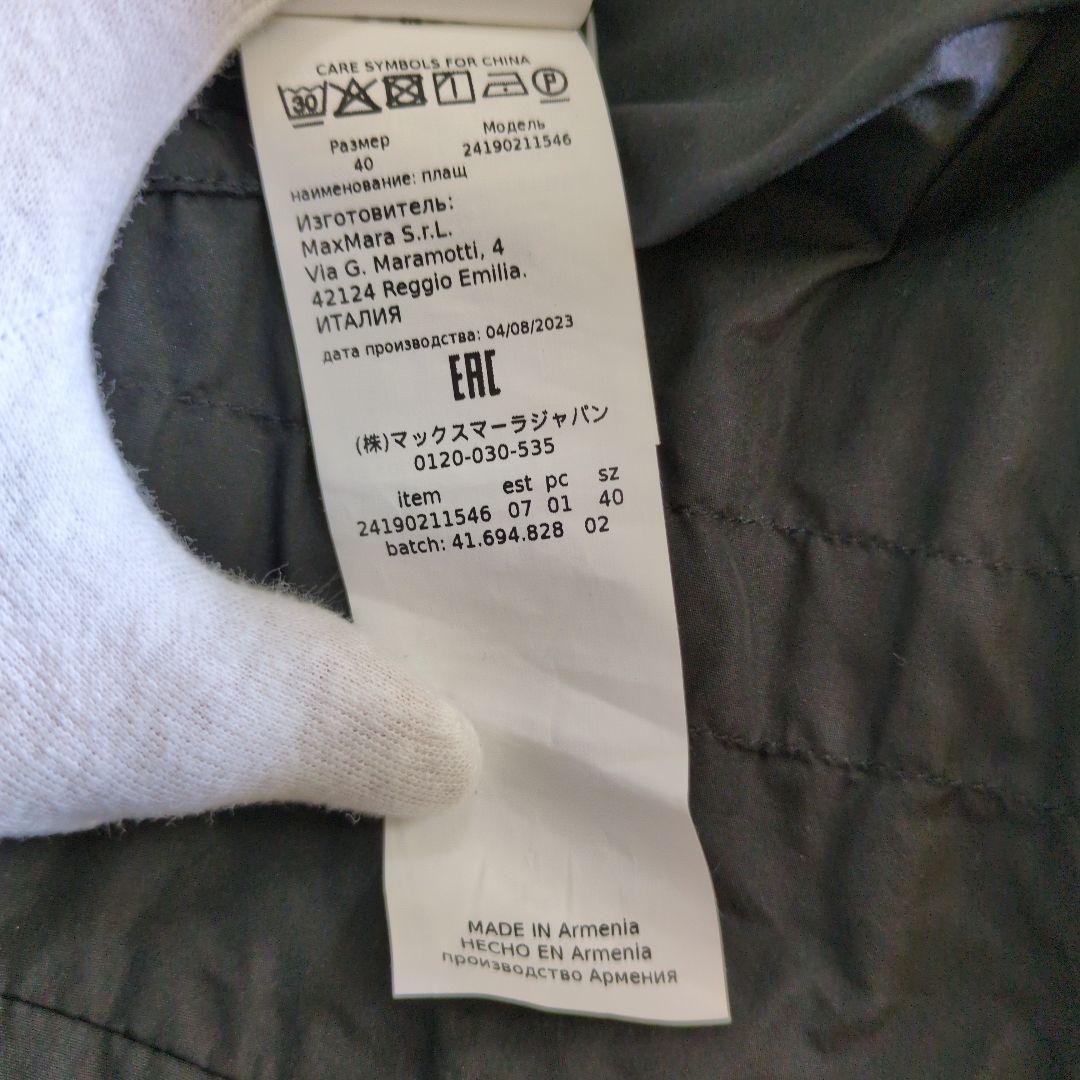 CARE SYMBOLS FOR CHINA
30 P
Размер Модель
40 24190211546
наименование: плащ
Изготовитель:
MaxMara S.r.L.
Via G. Maramotti, 4
42124 Reggio Emilia.
ИТАЛИЯ
дата производства: 04/08/2023
EAC
(株)マックスマーラジャパン
0120-030-535
item est pc sz
24190211546 07 01 40
batch: 41.694.828 02
MADE IN Armenia
HECHO EN Armenia
производство Армения